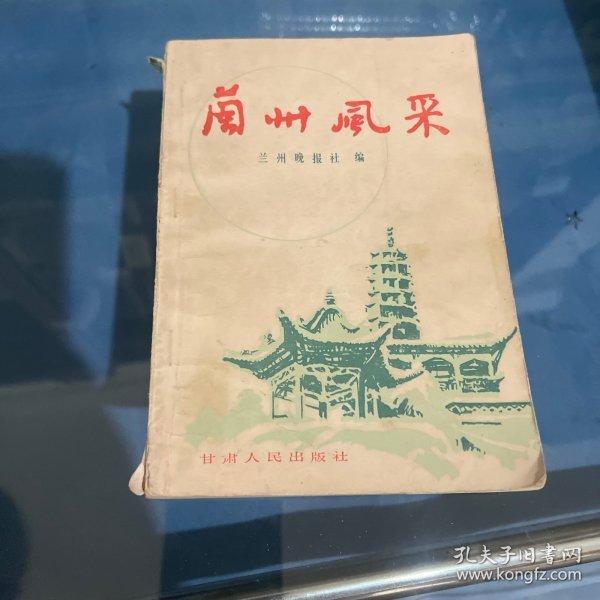 蘭州风采
兰州晚报社 编
甘肃人民出版社
孔夫子旧书网
www.kongfz.com